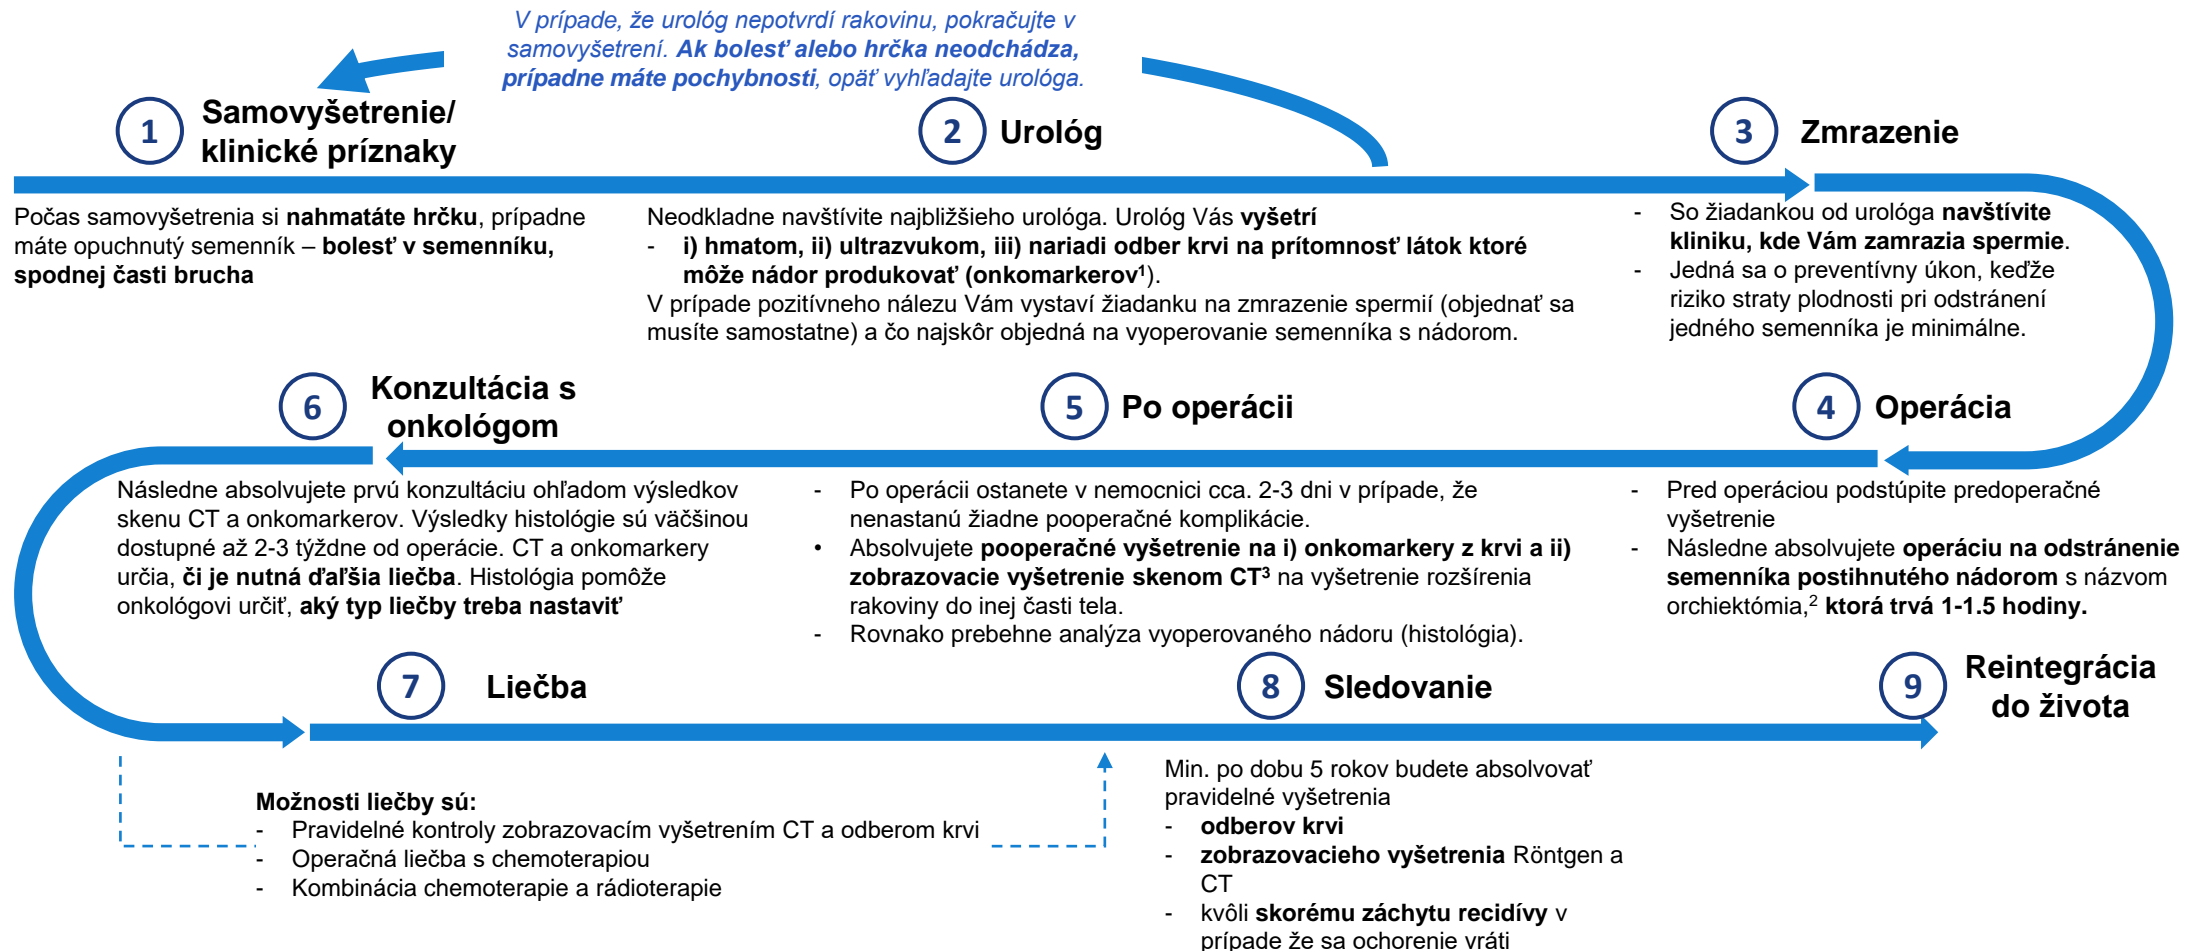 V prípade, že urológ nepotvrdí rakovinu, pokračujte v
samovyšetrení. Ak bolesť alebo hrčka neodchádza,
prípadne máte pochybnosti, opäť vyhľadajte urológa.
1
Samovyšetrenie/
klinické príznaky
Počas samovyšetrenia si nahmatáte hrčku, prípadne
máte opuchnutý semenník – bolesť v semenníku,
spodnej časti brucha
2 Urológ
Neodkladne navštívite najbližšieho urológa. Urológ Vás vyšetrí
- i) hmatom, ii) ultrazvukom, iii) nariadi odber krvi na prítomnosť látok ktoré
môže nádor produkovať (onkomarkerov¹).
V prípade pozitívneho nálezu Vám vystaví žiadanku na zmrazenie spermií (objednať sa
musíte samostatne) a čo najskôr objedná na vyoperovanie semenníka s nádorom.
3 Zmrazenie
- So žiadankou od urológa navštívite
kliniku, kde Vám zamrazia spermie.
- Jedná sa o preventívny úkon, keďže
riziko straty plodnosti pri odstránení
jedného semenníka je minimálne.
4 Operácia
- Pred operáciou podstúpite predoperačné
vyšetrenie
- Následne absolvujete operáciu na odstránenie
semenníka postihnutého nádorom s názvom
orchiektómia,² ktorá trvá 1-1.5 hodiny.
5 Po operácii
- Po operácii ostanete v nemocnici cca. 2-3 dni v prípade, že
nenastanú žiadne pooperačné komplikácie.
• Absolvujete pooperačné vyšetrenie na i) onkomarkery z krvi a ii)
zobrazovacie vyšetrenie skenom CT³ na vyšetrenie rozšírenia
rakoviny do inej časti tela.
- Rovnako prebehne analýza vyoperovaného nádoru (histológia).
6
Konzultácia s
onkológom
Následne absolvujete prvú konzultáciu ohľadom výsledkov
skenu CT a onkomarkerov. Výsledky histológie sú väčšinou
dostupné až 2-3 týždne od operácie. CT a onkomarkery
určia, či je nutná ďaľšia liečba. Histológia pomôže
onkológovi určiť, aký typ liečby treba nastaviť
7 Liečba
Možnosti liečby sú:
- Pravidelné kontroly zobrazovacím vyšetrením CT a odberom krvi
- Operačná liečba s chemoterapiou
- Kombinácia chemoterapie a rádioterapie
8 Sledovanie
Min. po dobu 5 rokov budete absolvovať
pravidelné vyšetrenia
- odberov krvi
- zobrazovacieho vyšetrenia Röntgen a
CT
- kvôli skorému záchytu recidívy v
prípade že sa ochorenie vráti
9
Reintegrácia
do života